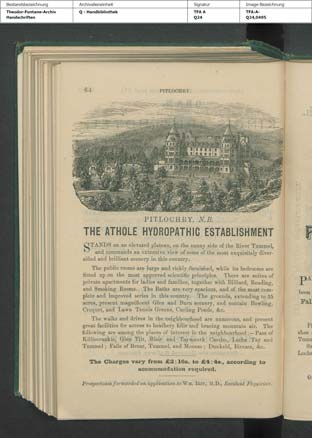 Bestandsbezeichnung Archivalieneinheit Signatur Image-Bezeichnung
Theodor-Fontane-Archiv Q - Handbibliothek TFA A TFA-A-
Handschriften Q24 Q24,0405
64 PITLOCHRY.
PITLOCHRY, N.B.
THE ATHOLE HYDROPATHIC ESTABLISHMENT
STANDS on an elevated plateau, on the sunny side of the River Tummel,
and commands an extensive view of some of the most exquisitely diver-
sified and brilliant scenery in this country.
The public rooms are large and richly furnished, while its bedrooms are
fitted up on the most approved scientific principles. There are suites of
private apartments for ladies and families, together with Billiard, Reading,
and Smoking Rooms. The Baths are very spacious, and of the most com-
plete and improved series in this country. The grounds, extending to 35
acres, present magnificent Glen and Burn scenery, and contain Bowling,
Croquet, and Lawn Tennis Greens, Curling Ponds, &c.
The walks and drives in the neighbourhood are numerous, and present
great facilities for access to heathery hills and bracing mountain air. The
following are among the places of interest in the neighbourhood:—Pass of
Killiecrankie, Glen Tilt, Blair and Taymouth Castles, Lochs Tay and
Tummel; Falls of Bruar, Tummel, and Moness; Dunkeld, Birnam, &c.
The Charges vary from £2:10s. to £4:4s., according to
accommodation required.
Prospectuses forwarded on application to WM. M.D., Resident Physician.